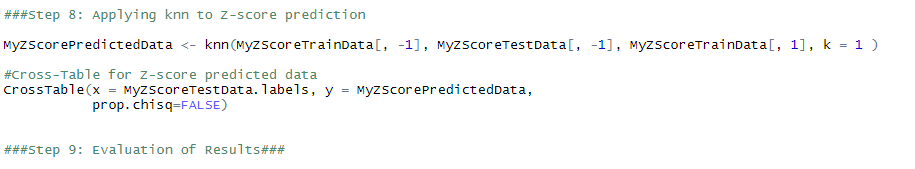 ###Step 8: Applying knn to Z-score prediction
MyZScorePredictedData <- knn(MyZScoreTrainData[, -1], MyZScoreTestData[, -1], MyZScoreTrainData[, 1], k = 1 )
#Cross-Table for Z-score predicted data
CrossTable(x = MyZScoreTestData.labels, y = MyZScorePredictedData,
prop.chisq=FALSE)
###Step 9: Evaluation of Results###